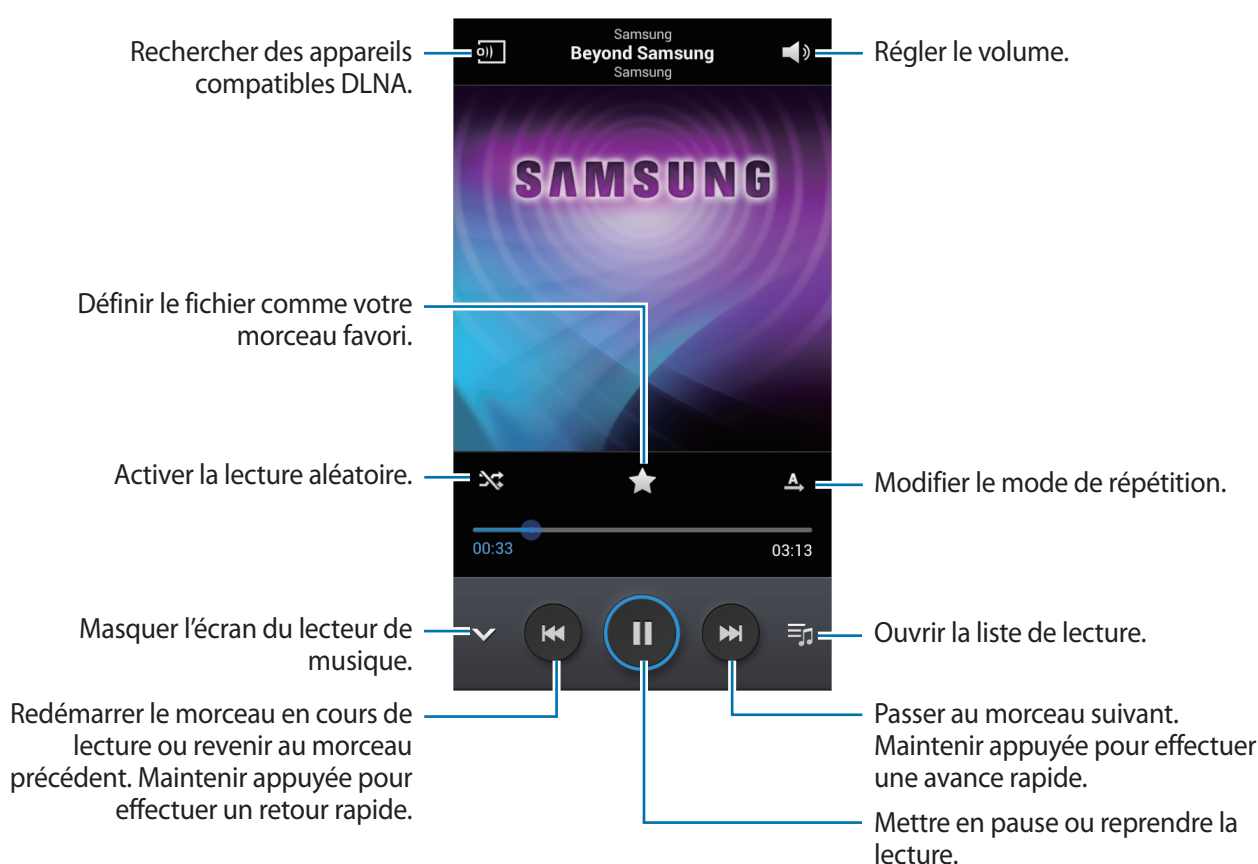 Rechercher des appareils
compatibles DLNA.
Samsung
Beyond Samsung
Samsung
Régler le volume.
SAMSUNG
Définir le fichier comme votre
morceau favori.
Activer la lecture aléatoire.
A
Modifier le mode de répétition.
00:33
03:13
Masquer l’écran du lecteur de
musique.
Ouvrir la liste de lecture.
Redémarrer le morceau en cours de
lecture ou revenir au morceau
précédent. Maintenir appuyée pour
effectuer un retour rapide.
Passer au morceau suivant.
Maintenir appuyée pour effectuer
une avance rapide.
Mettre en pause ou reprendre la
lecture.